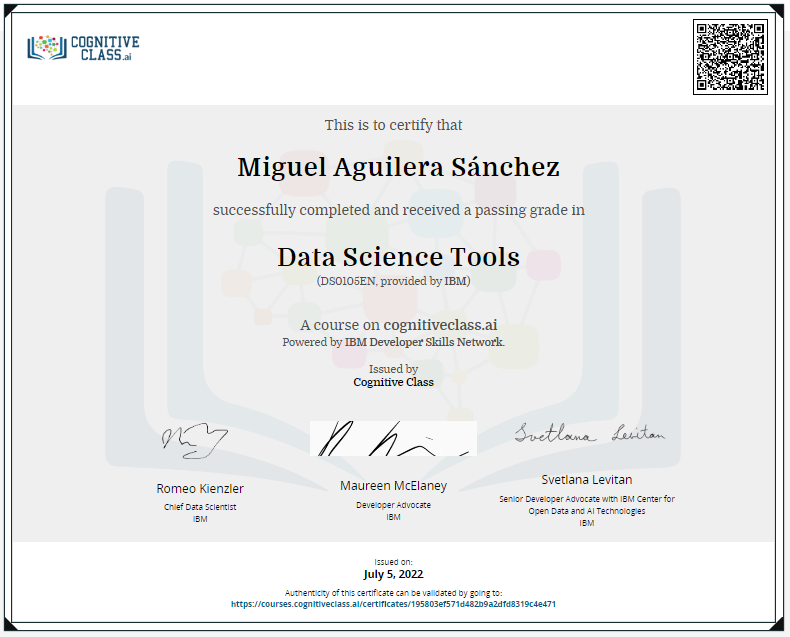 COGNITIVE
CLASS.ai
This is to certify that
Miguel Aguilera Sánchez
successfully completed and received a passing grade in
Data Science Tools
(DS0105EN, provided by IBM)
A course on cognitiveclass.ai
Powered by IBM Developer Skills Network.
Issued by
Cognitive Class
Svetlana Levitan
Romeo Kienzler
Chief Data Scientist
IBM
Maureen McElaney
Developer Advocate
IBM
Svetlana Levitan
Senior Developer Advocate with IBM Center for
Open Data and AI Technologies
IBM
Issued on:
July 5, 2022
Authenticity of this certificate can be validated by going to:
https://courses.cognitiveclass.ai/certificates/195803ef571d482b9a2dfd8319c4e471